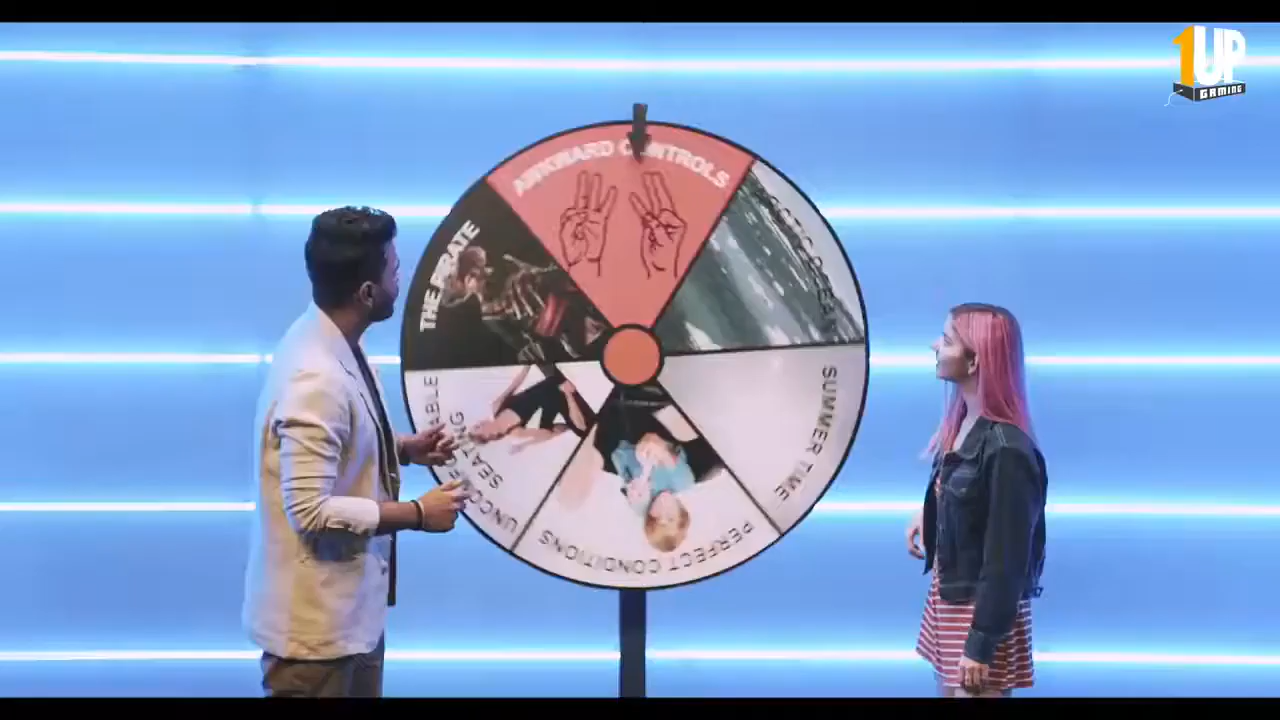 1UP
GAMING
AWKWARD CONTROLS
THE PIRATE
SUMMER TIME
PERFECT CONDITIONS
SEATING